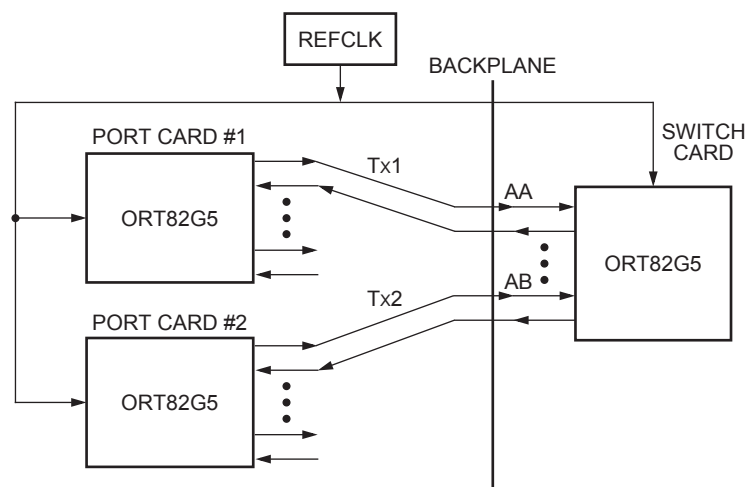 REFCLK
BACKPLANE
PORT CARD #1
SWITCH
CARD
Tx1
AA
ORT82G5
ORT82G5
AB
Tx2
PORT CARD #2
ORT82G5